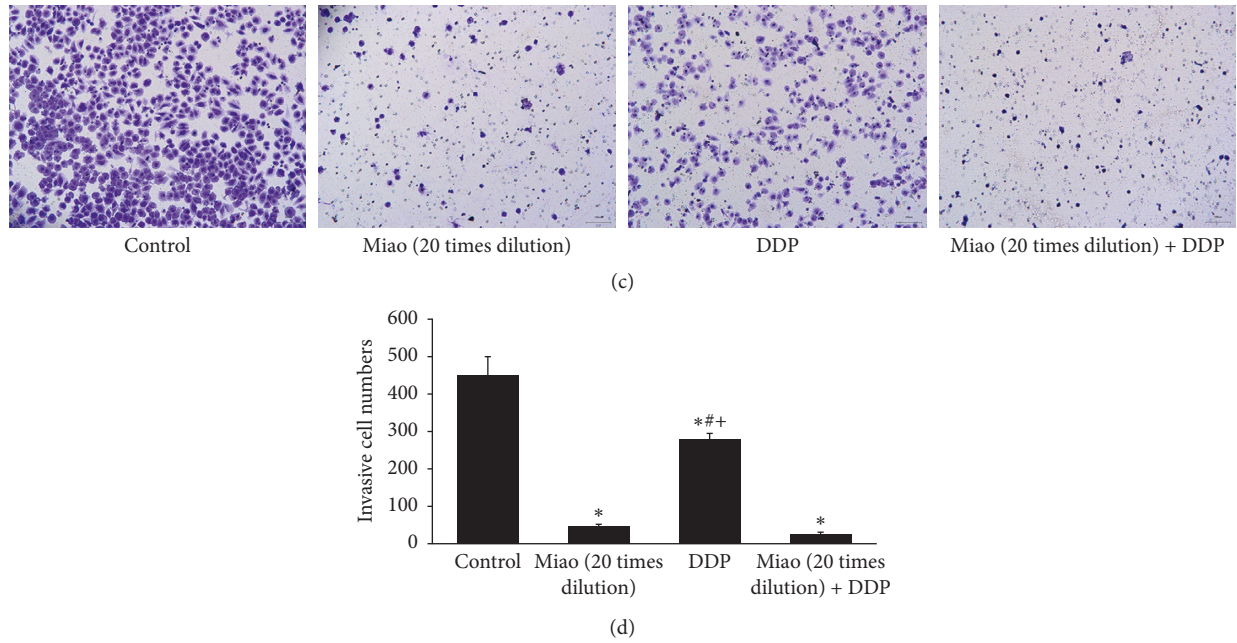 Control
Miao (20 times dilution)
DDP
Miao (20 times dilution) + DDP
(c)
600
500
400
300
200
100
0
Invasive cell numbers
*
*#+
*
Control
Miao (20 times
dilution)
DDP
Miao (20 times
dilution) + DDP
(d)